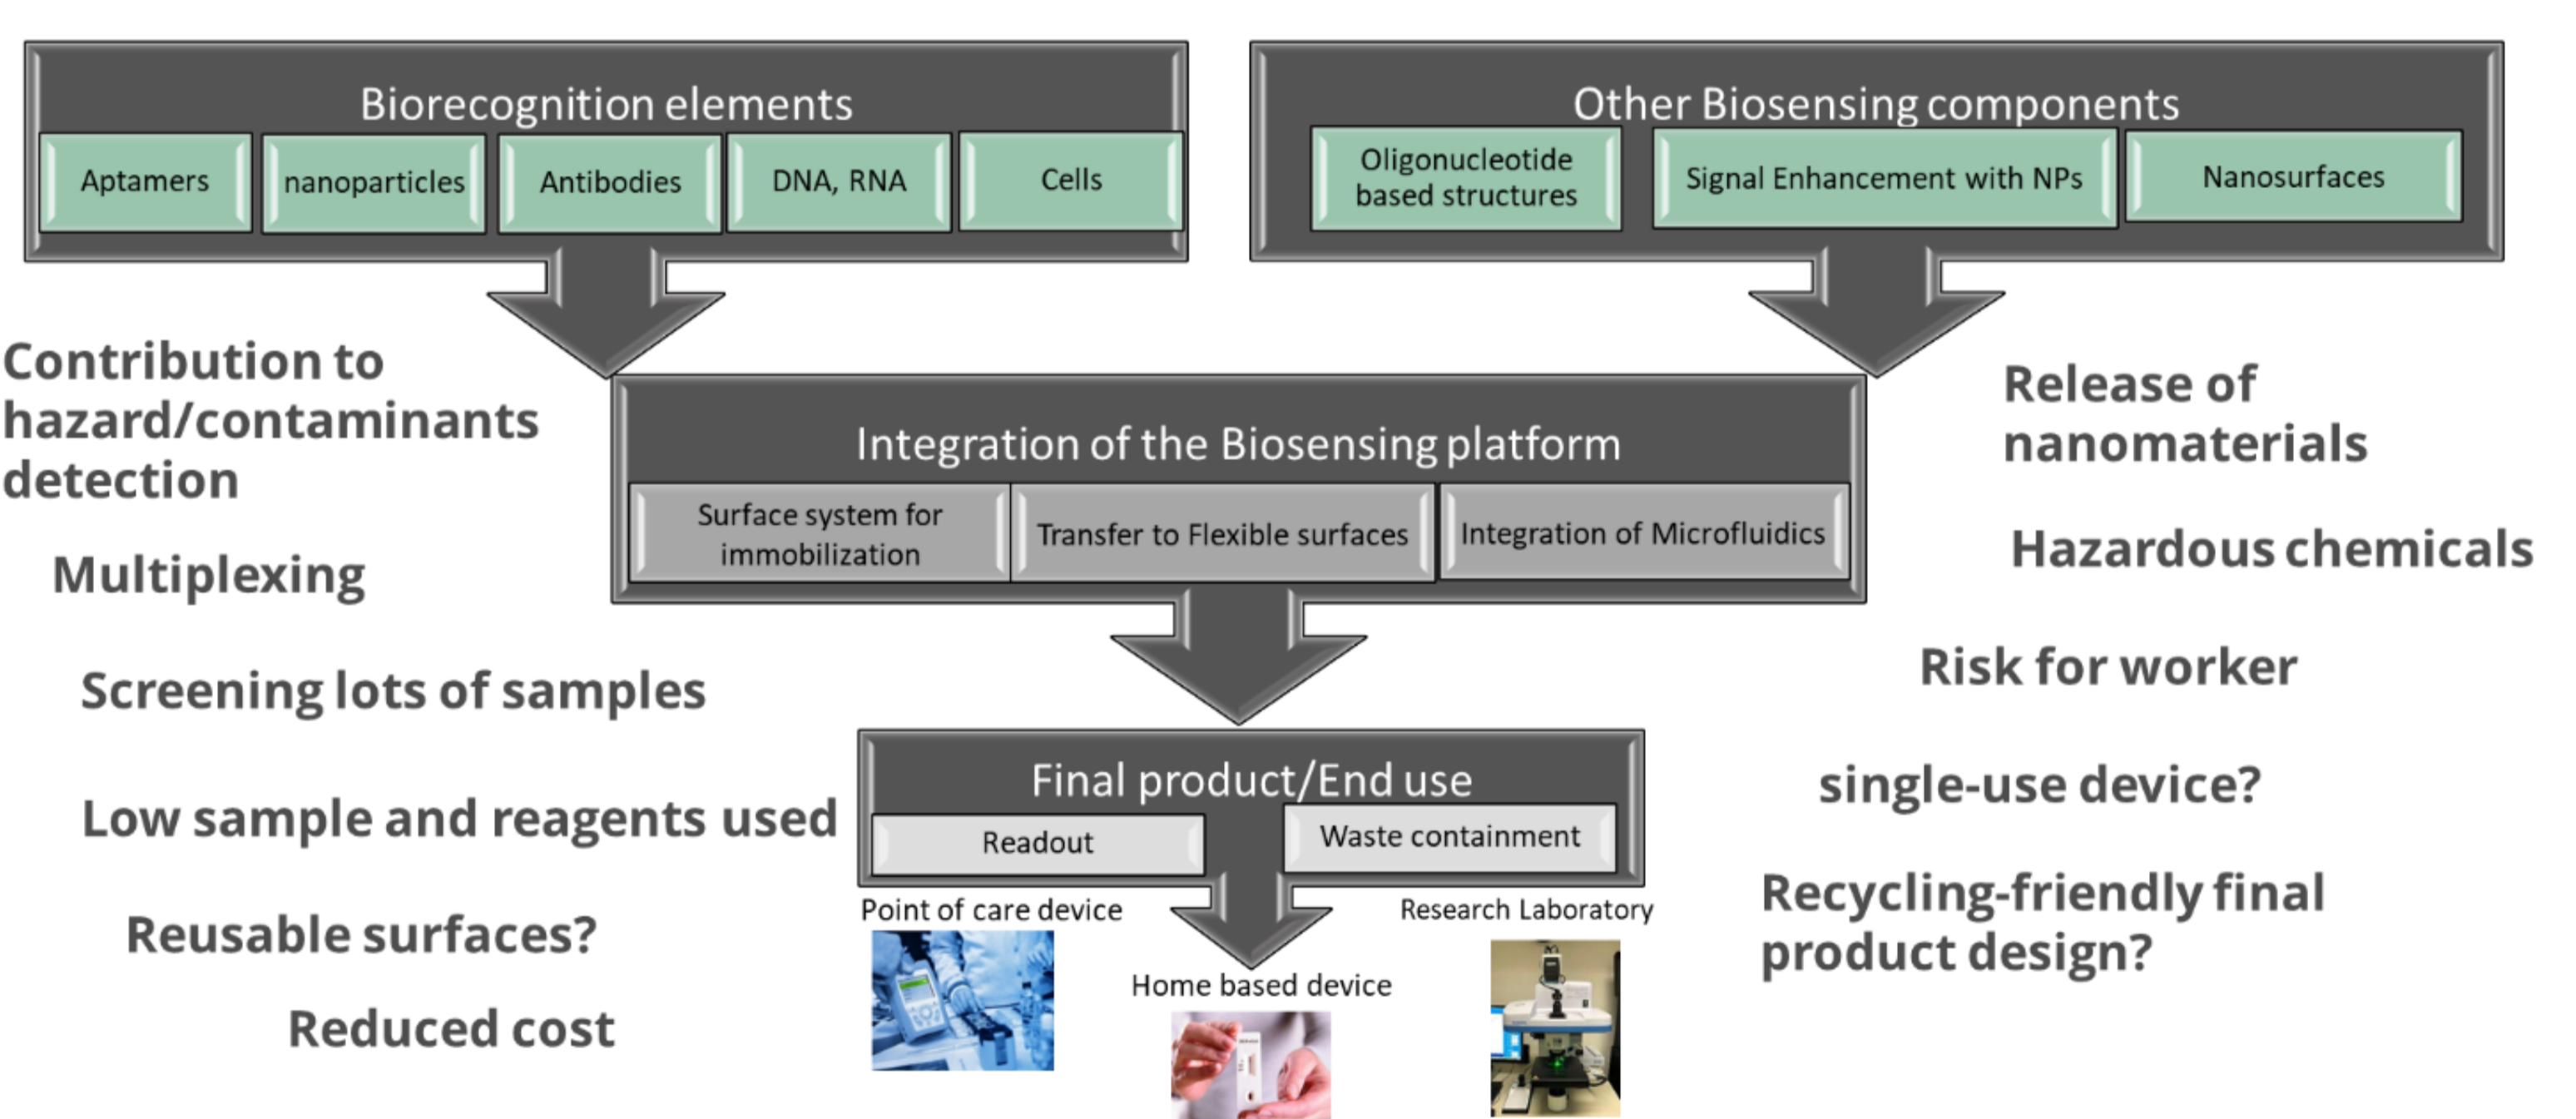 Biorecognition elements
Aptamers
nanoparticles
Antibodies
DNA, RNA
Cells
Other Biosensing components
Oligonucleotide
based structures
Signal Enhancement with NPs
Nanosurfaces
Contribution to
hazard/contaminants
detection
Multiplexing
Screening lots of samples
Low sample and reagents used
Reusable surfaces?
Reduced cost
Integration of the Biosensing platform
Surface system for
immobilization
Transfer to Flexible surfaces
Integration of Microfluidics
Release of
nanomaterials
Hazardous chemicals
Risk for worker
single-use device?
Recycling-friendly final
product design?
Final product/End use
Readout
Waste containment
Point of care device
Home based device
Research Laboratory